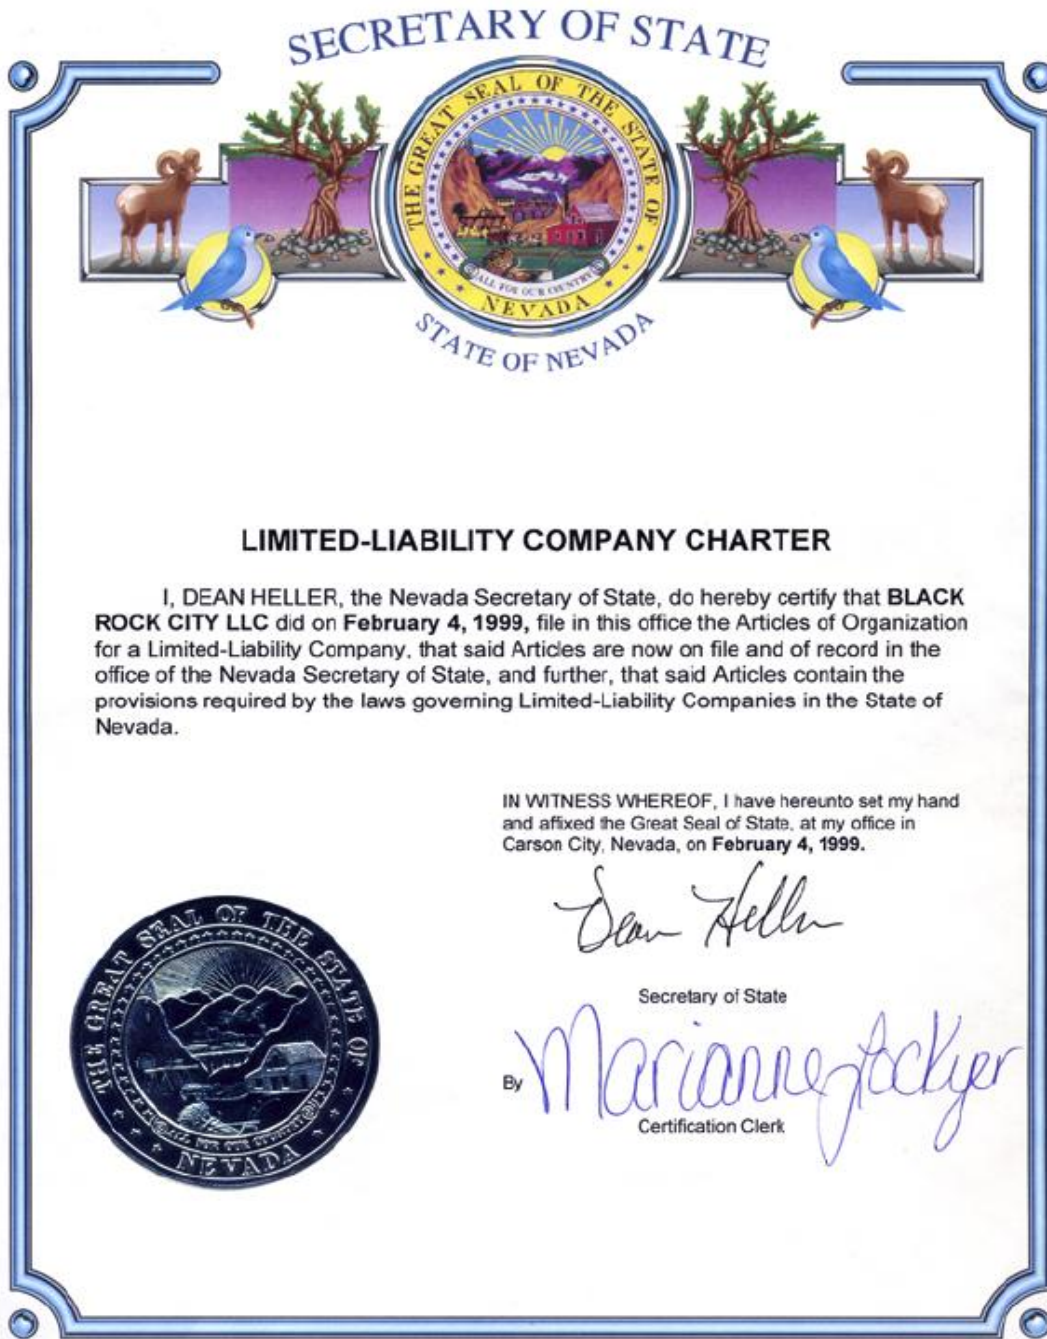 SECRETARY OF STATE
THE GREAT SEAL OF THE STATE OF
ALL FOR OUR COUNTRY
NEVADA
STATE OF NEVADA
LIMITED-LIABILITY COMPANY CHARTER
I, DEAN HELLER, the Nevada Secretary of State, do hereby certify that BLACK
ROCK CITY LLC did on February 4, 1999, file in this office the Articles of Organization
for a Limited-Liability Company, that said Articles are now on file and of record in the
office of the Nevada Secretary of State, and further, that said Articles contain the
provisions required by the laws governing Limited-Liability Companies in the State of
Nevada.
IN WITNESS WHEREOF, I have hereunto set my hand
and affixed the Great Seal of State, at my office in
Carson City, Nevada, on February 4, 1999.
Dean Heller
Secretary of State
By Marianne Lockyer
Certification Clerk
THE GREAT SEAL OF THE STATE OF
ALL FOR OUR COUNTRY
NEVADA